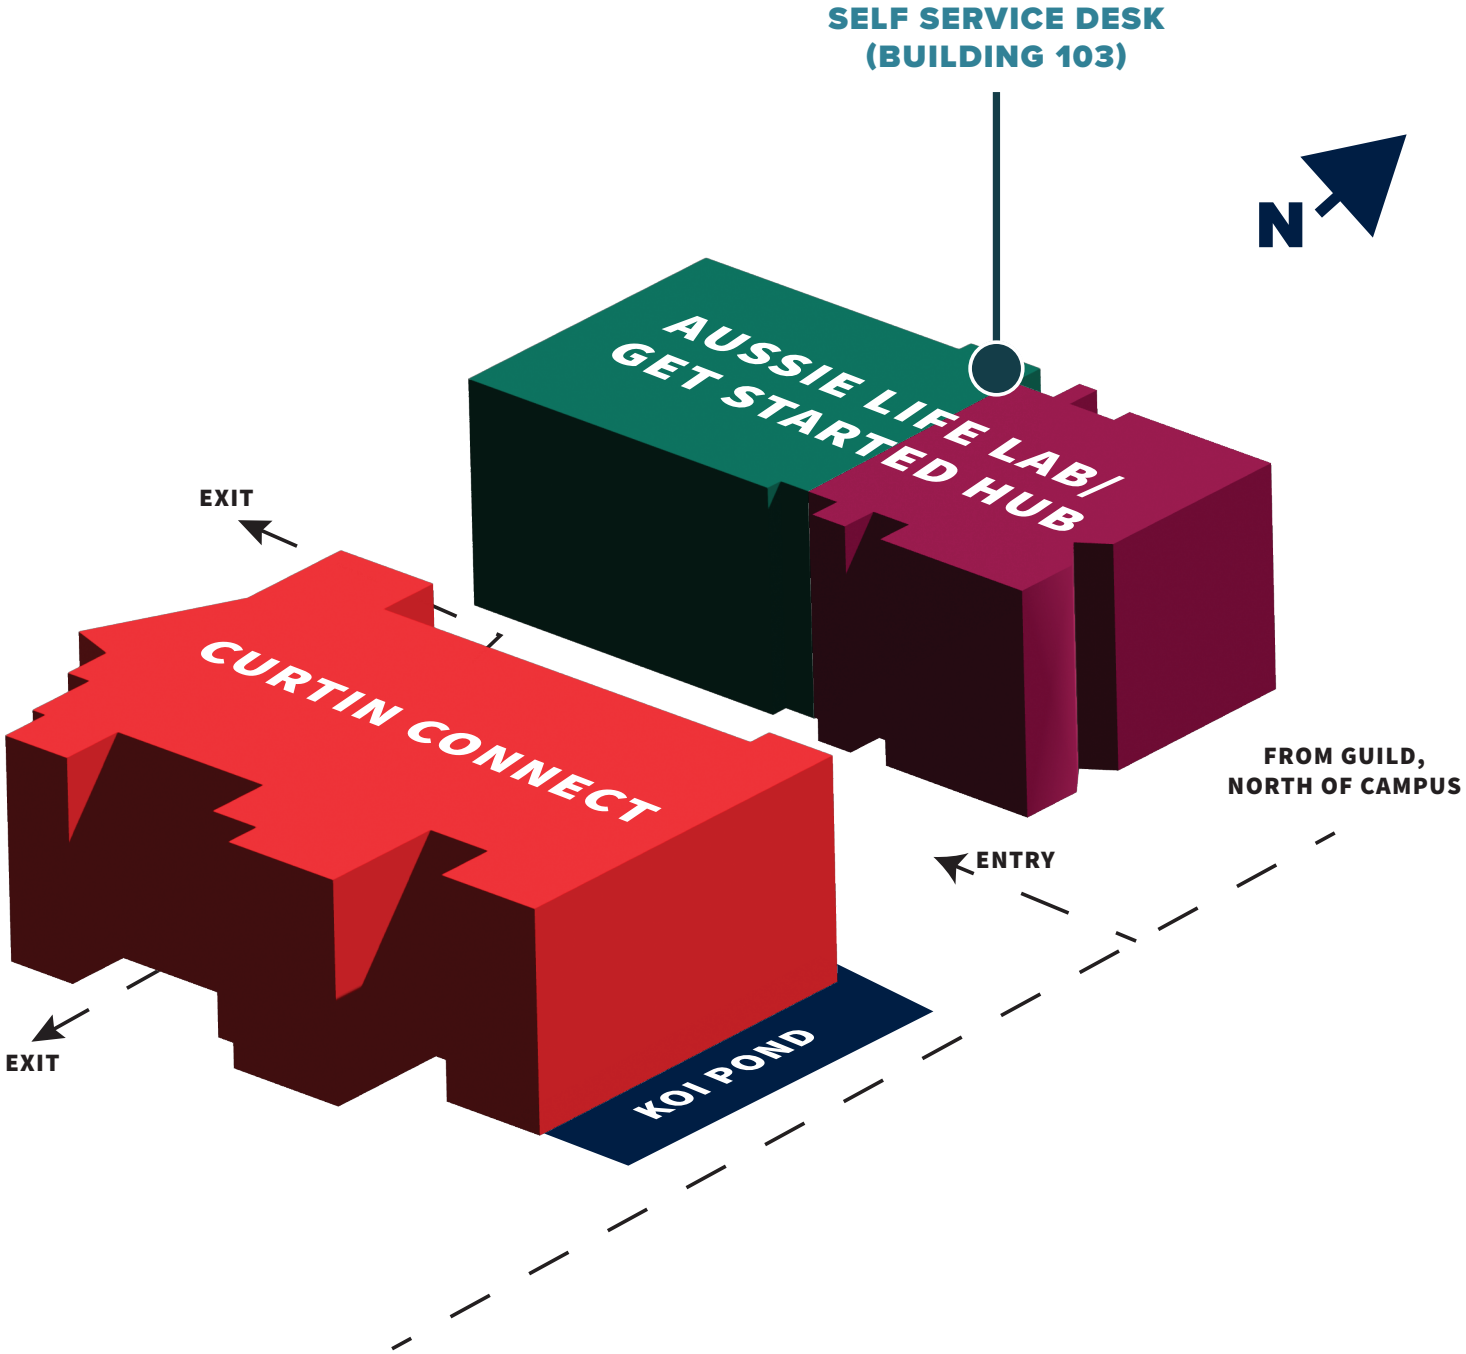 SELF SERVICE DESK
(BUILDING 103)
N
AUSSIE LIFE LAB/
GET STARTED HUB
EXIT
CURTIN CONNECT
FROM GUILD,
NORTH OF CAMPUS
ENTRY
KOI POND
EXIT